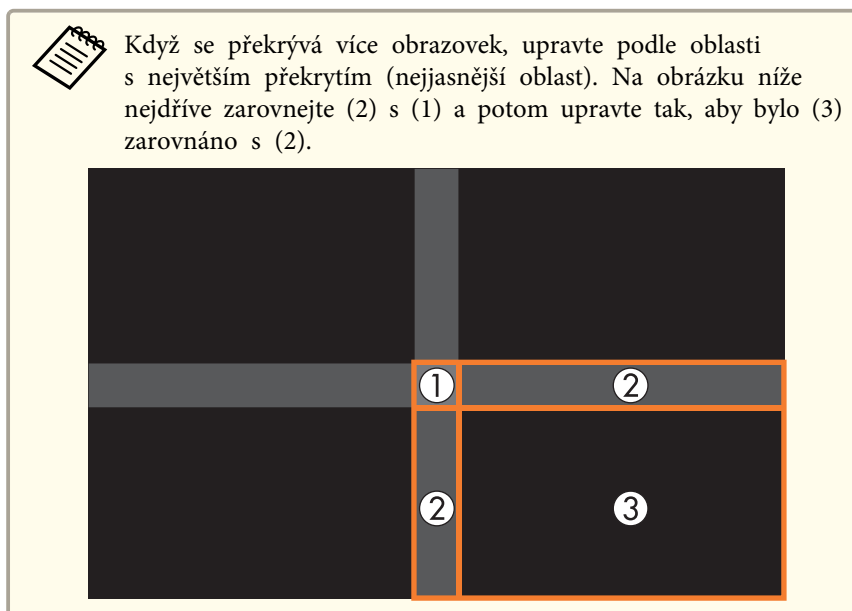 Když se překrývá více obrazovek, upravte podle oblasti
s největším překrytím (nejjasnější oblast). Na obrázku níže
nejdříve zarovnejte (2) s (1) a potom upravte tak, aby bylo (3)
zarovnáno s (2).
① ②
② ③